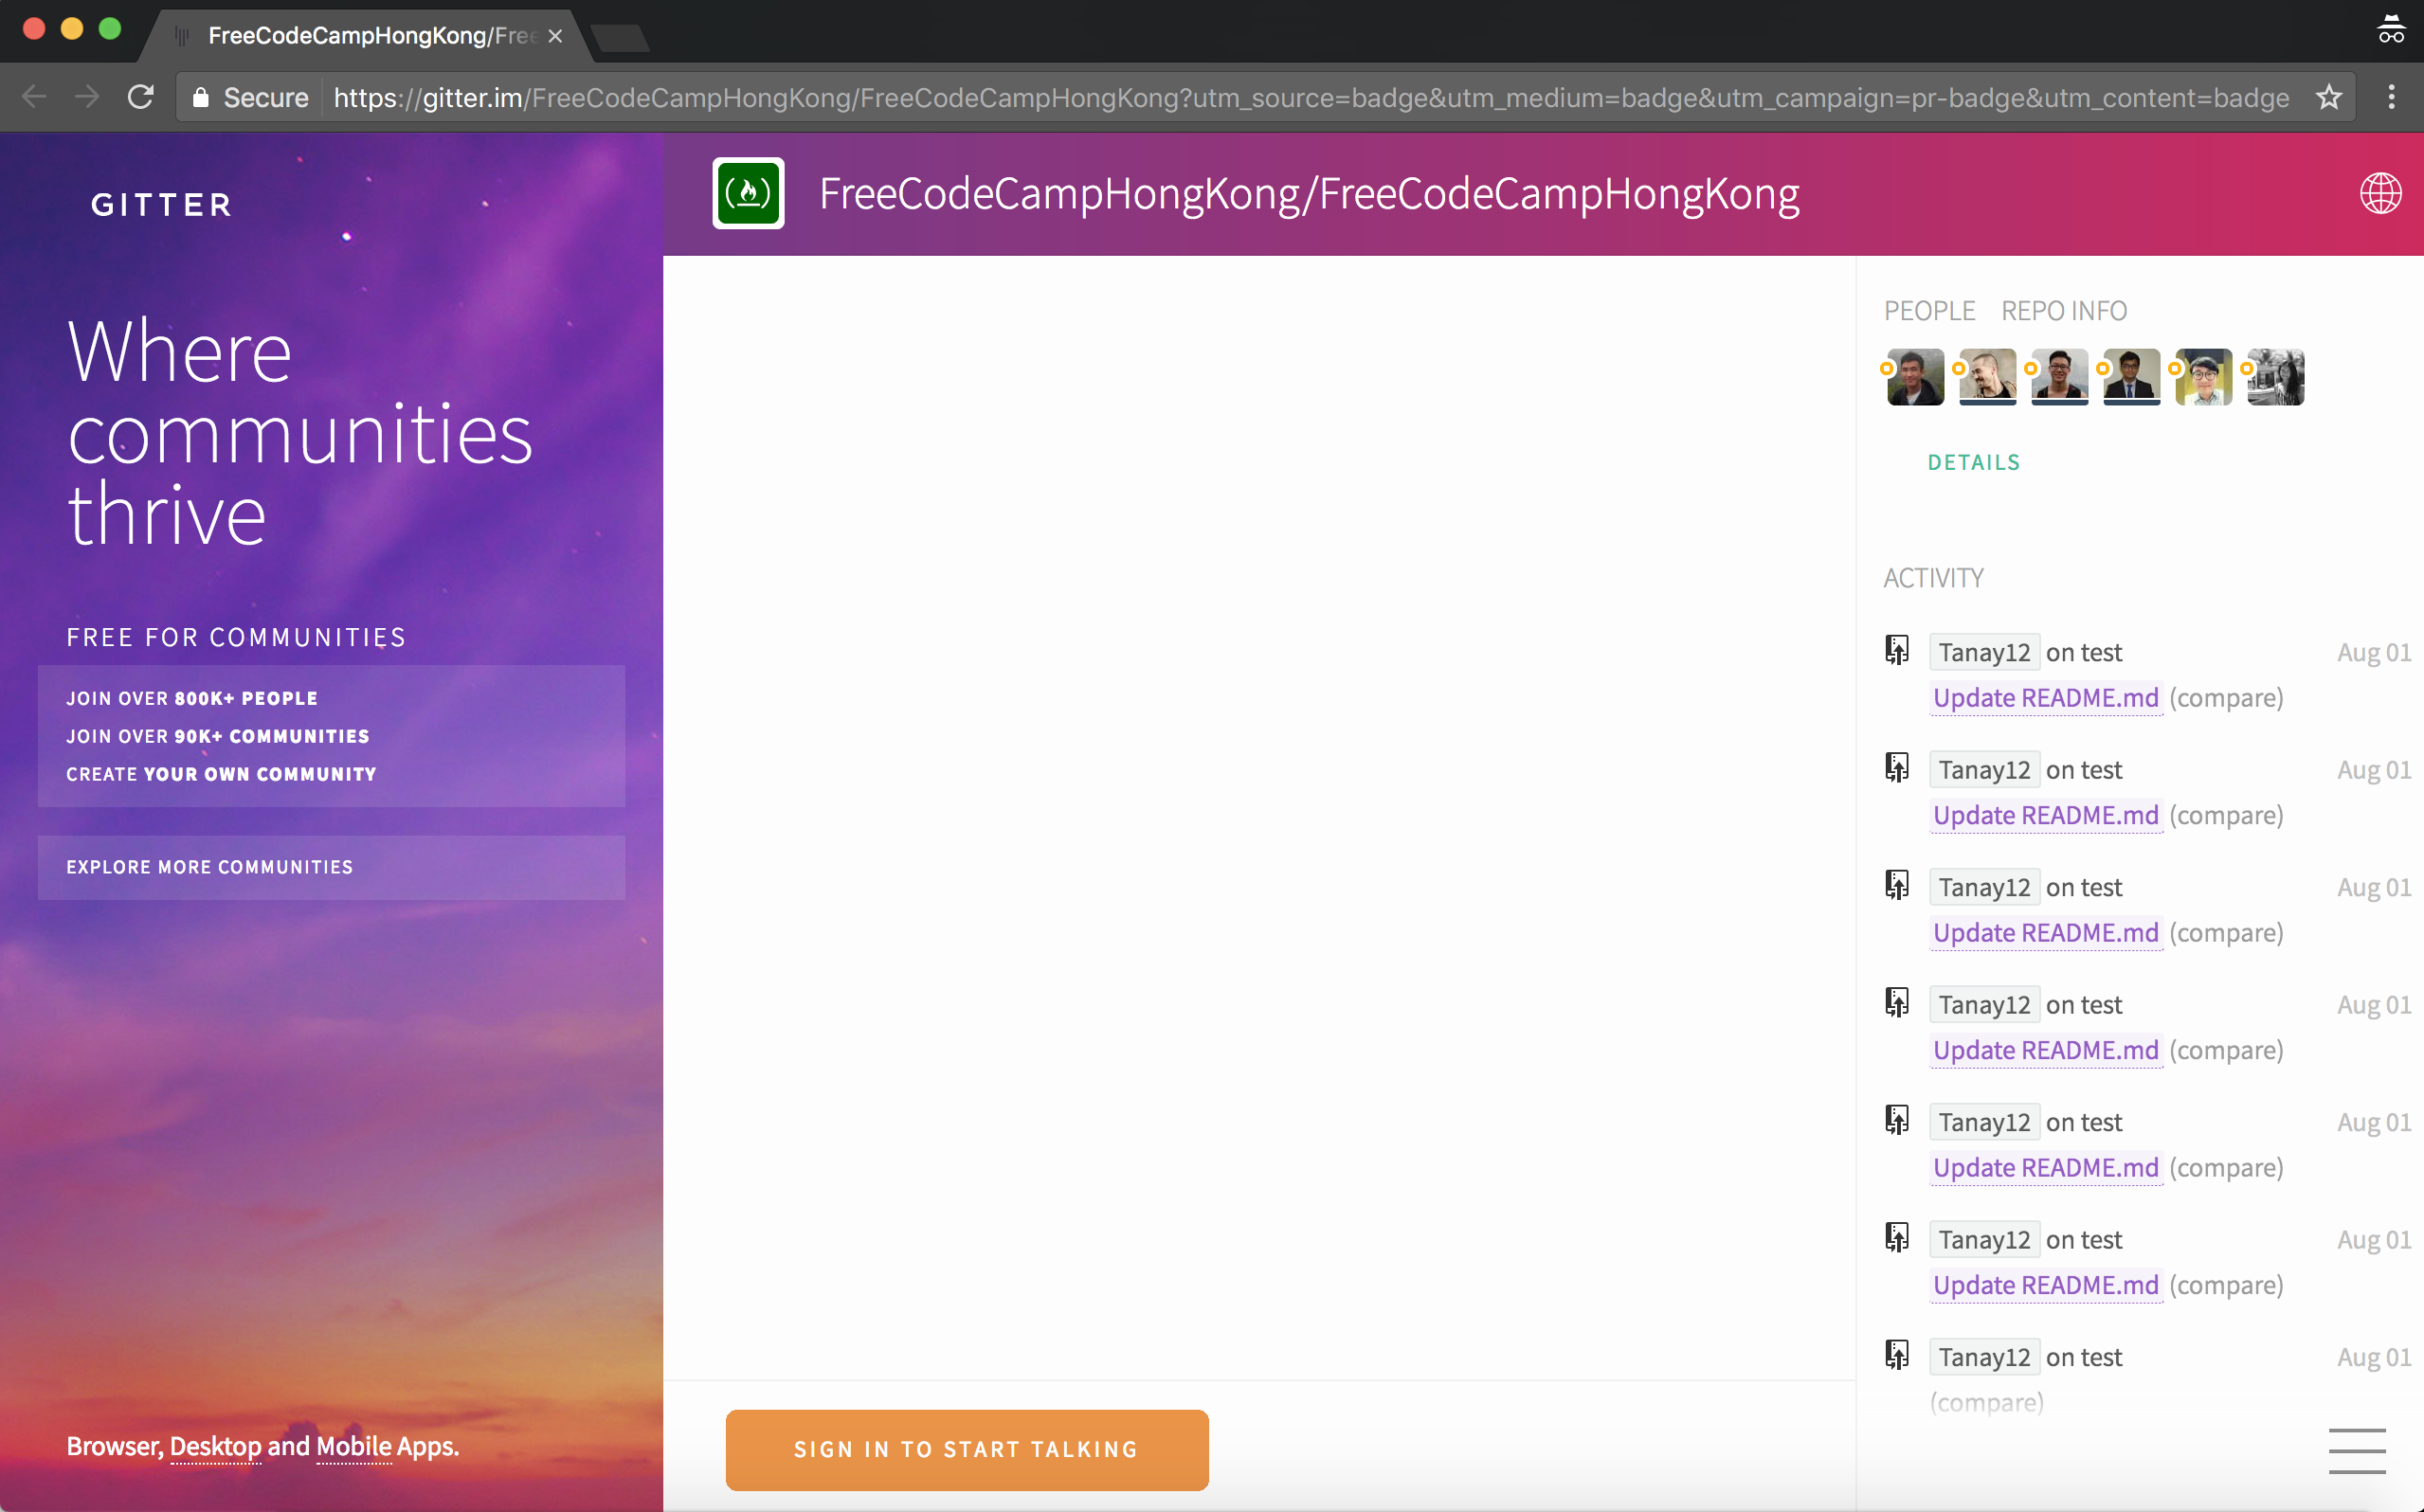 FreeCodeCampHongKong/Free
Secure https://gitter.im/FreeCodeCampHongKong/FreeCodeCampHongKong?utm_source=badge&utm_medium=badge&utm_campaign=pr-badge&utm_content=badge
GITTER
Where
communities
thrive
FREE FOR COMMUNITIES
JOIN OVER 800K+ PEOPLE
JOIN OVER 90K+ COMMUNITIES
CREATE YOUR OWN COMMUNITY
EXPLORE MORE COMMUNITIES
Browser, Desktop and Mobile Apps.
FreeCodeCampHongKong/FreeCodeCampHongKong
SIGN IN TO START TALKING
PEOPLE REPO INFO
DETAILS
ACTIVITY
Tanay12 on test Aug 01
Update README.md (compare)
Tanay12 on test Aug 01
Update README.md (compare)
Tanay12 on test Aug 01
Update README.md (compare)
Tanay12 on test Aug 01
Update README.md (compare)
Tanay12 on test Aug 01
Update README.md (compare)
Tanay12 on test Aug 01
Update README.md (compare)
Tanay12 on test Aug 01
(compare)